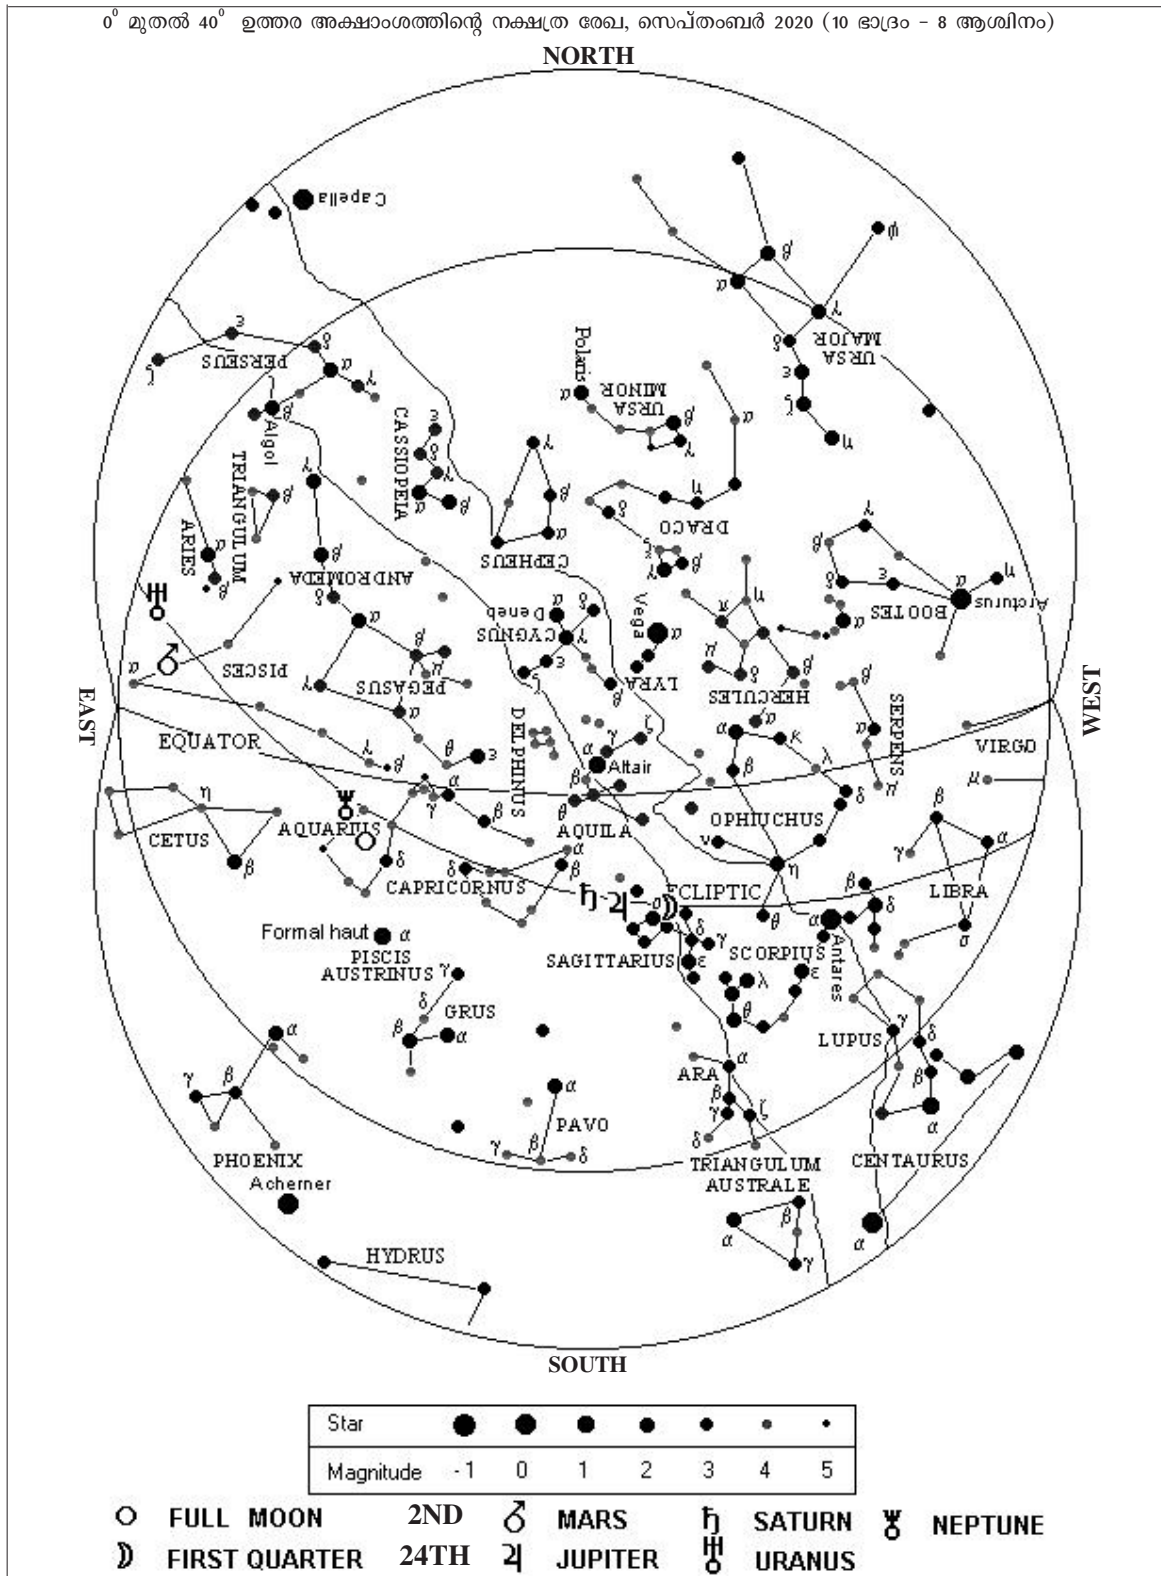 0° മുതൽ 40° ഉത്തര അക്ഷാംശത്തിന്റെ നക്ഷത്ര രേഖ, സെപ്തംബർ 2020 (10 ഭാദ്രം - 8 ആശ്വിനം)
NORTH
Capella
β
φ
α
γ
URSA MAJOR
δ
ε
ζ
η
ε
δ
PERSEUS
ζ
α
γ
β
Algol
Polaris
α
URSA MINOR
β
γ
α
CASSIOPEIA
ε
δ
γ
α
β
γ
β
α
CEPHEUS
η
δ
DRACO
ξ
β
γ
TRIANGULUM
β
γ
ARIES
α
β
β
ANDROMEDA
δ
α
γ
β
δ
ε
α
η
BOOTES
Arcturus
Deneb
α
δ
CYGNUS
γ
ε
ζ
Vega
α
LYRA
β
π
η
μ
δ
β
HERCULES
α
α
PISCES
α
β
μ
PEGASUS
γ
α
θ
ε
λ
β
EAST
WEST
EQUATOR
DELPHINUS
ζ
γ
α
Altair
β
θ
AQUILA
α
κ
β
λ
δ
OPHIUCHUS
ν
η
θ
SERPENS
α
μ
VIRGO
μ
β
α
γ
LIBRA
σ
η
CETUS
β
AQUARIUS
γ
α
β
δ
CAPRICORNUS
δ
α
β
ECLIPTIC
σ
δ
γ
SAGITTARIUS
ε
λ
θ
SCORPIUS
ε
α
Antares
β
δ
Formal haut
α
PISCIS AUSTRINUS
γ
δ
GRUS
β
α
LUPUS
γ
δ
β
α
CENTAURUS
α
ARA
α
β
γ
ζ
δ
TRIANGULUM AUSTRALE
β
α
γ
α
PAVO
γ
β
δ
α
γ
β
PHOENIX
Acherner
HYDRUS
SOUTH
Star
Magnitude -1 0 1 2 3 4 5
FULL MOON 2ND MARS SATURN NEPTUNE
FIRST QUARTER 24TH JUPITER URANUS